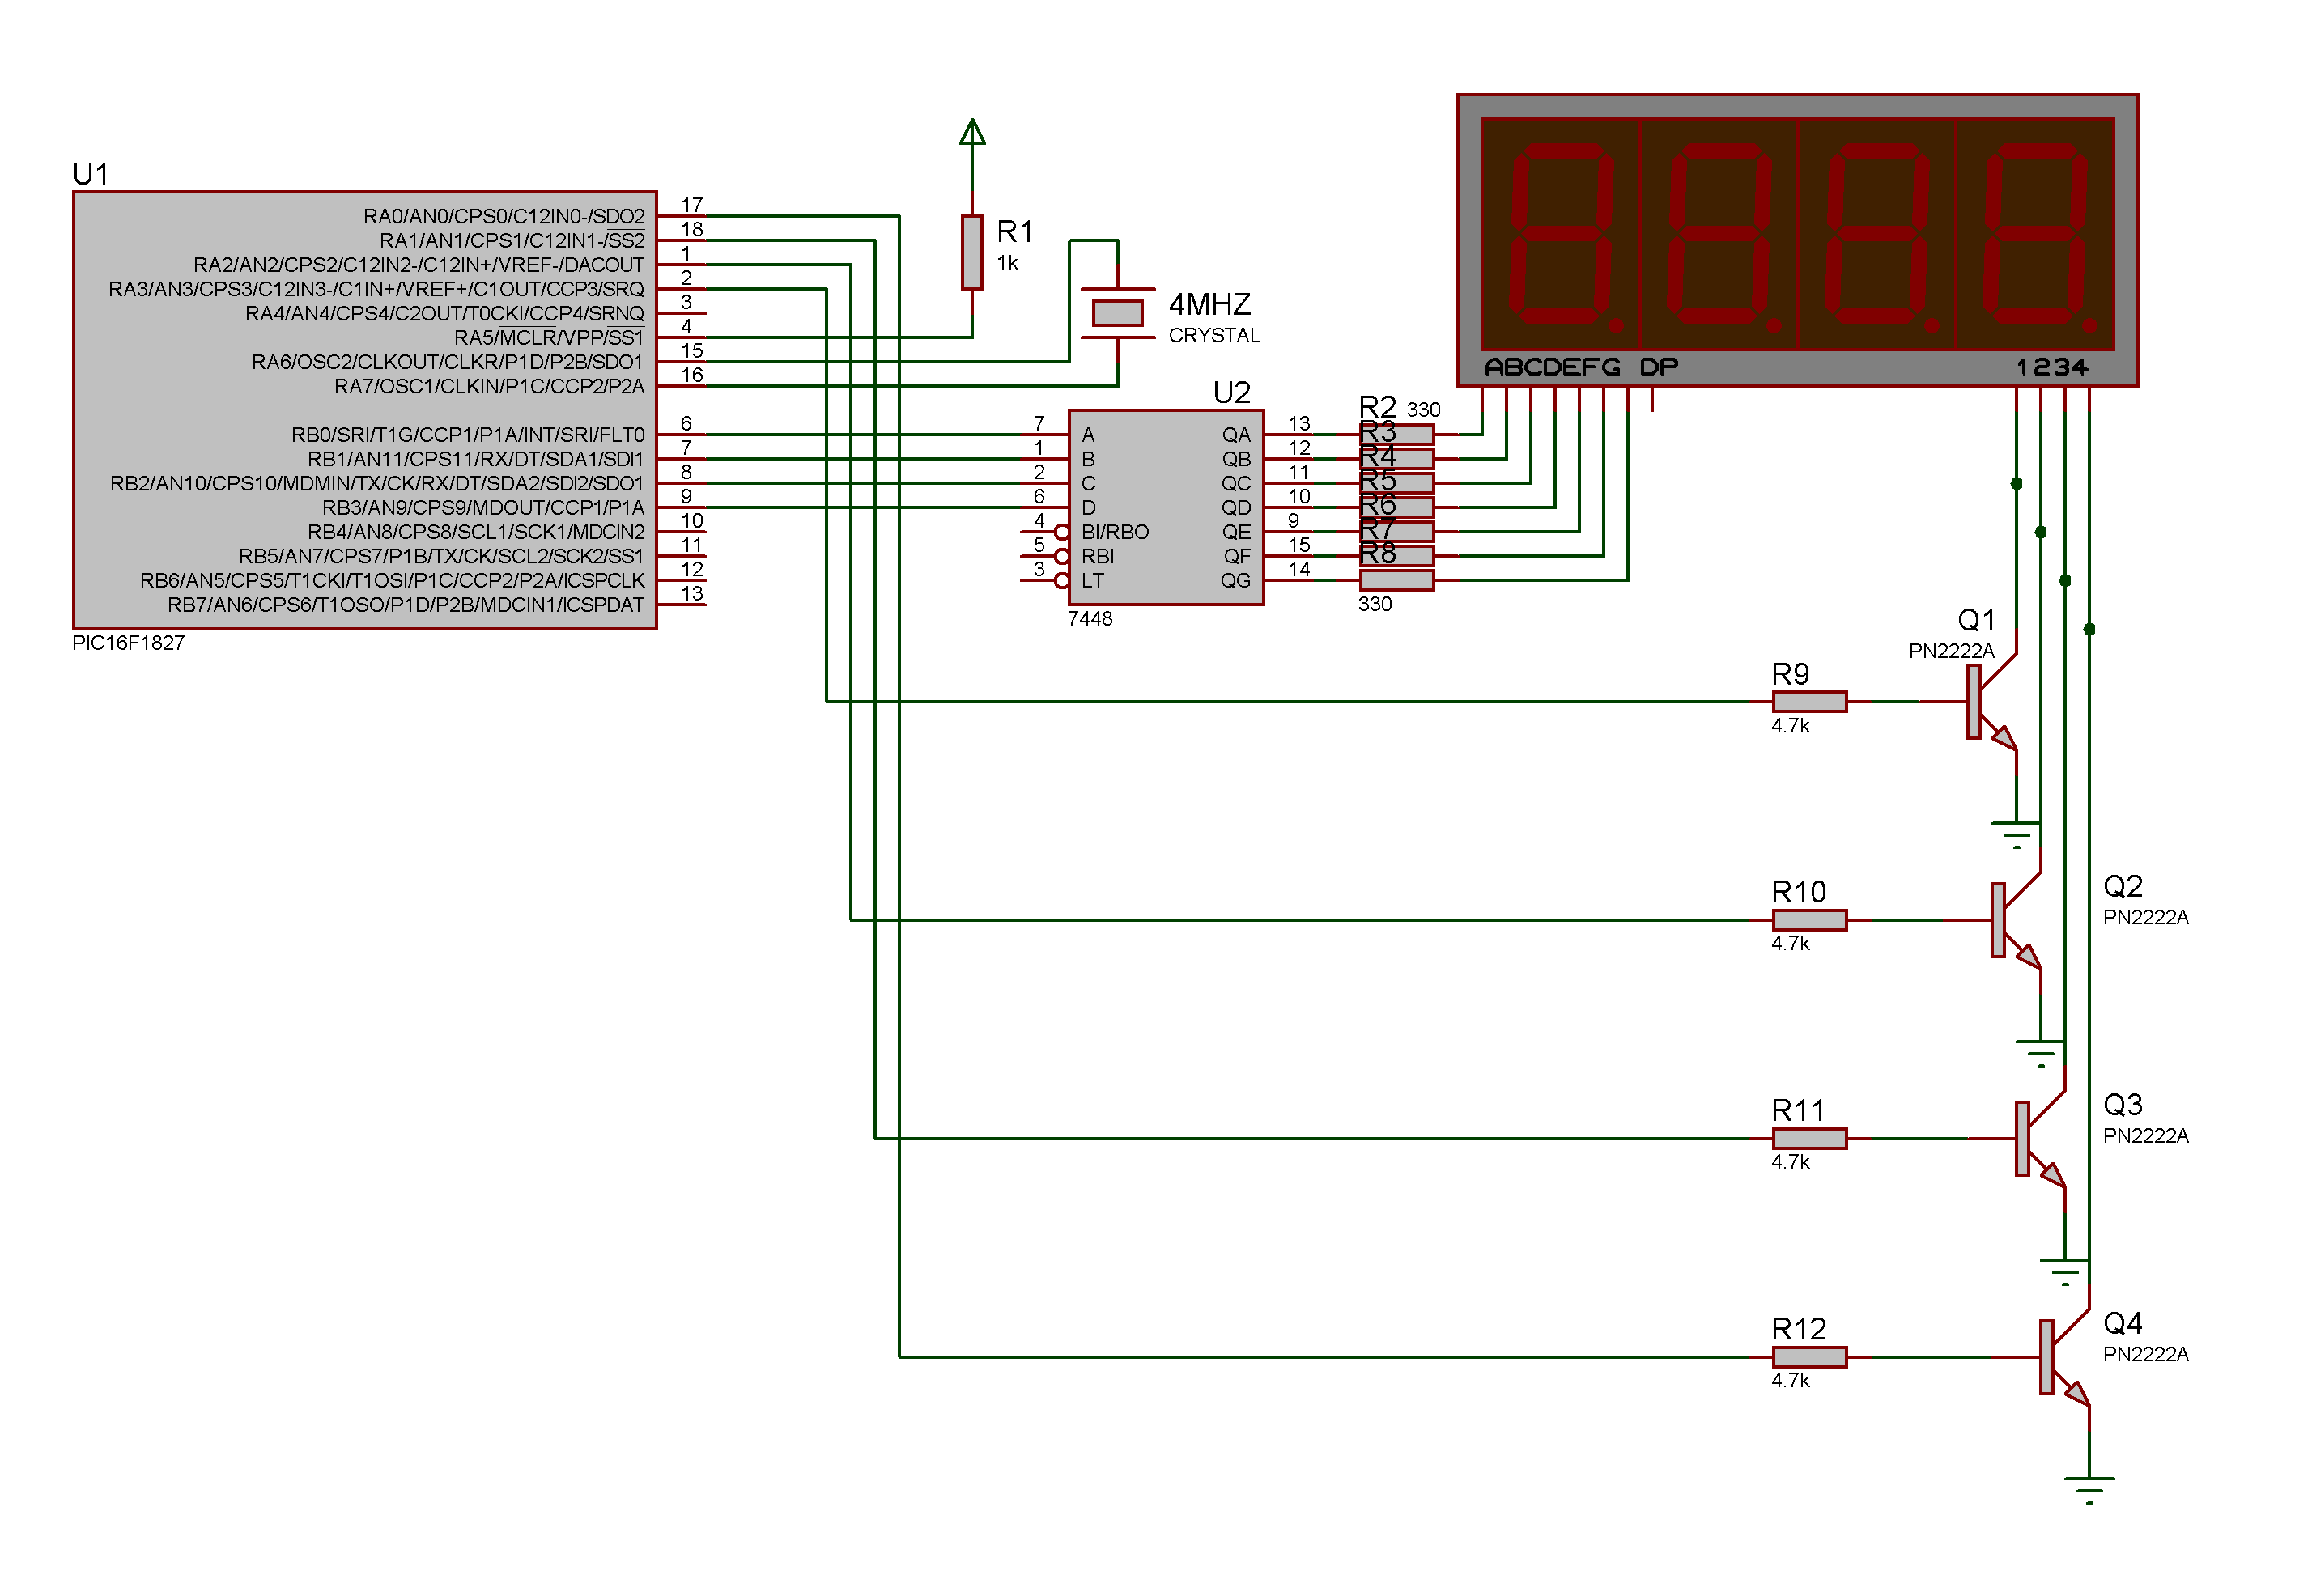 U1
RA0/AN0/CPS0/C12IN0-/SDO2 17
RA1/AN1/CPS1/C12IN1-/SS2 18
RA2/AN2/CPS2/C12IN2-/C12IN+/VREF-/DACOUT 1
RA3/AN3/CPS3/C12IN3-/C1IN+/VREF+/C1OUT/CCP3/SRQ 2
RA4/AN4/CPS4/C2OUT/T0CKI/CCP4/SRNQ 3
RA5/MCLR/VPP/SS1 4
RA6/OSC2/CLKOUT/CLKR/P1D/P2B/SDO1 15
RA7/OSC1/CLKIN/P1C/CCP2/P2A 16
RB0/SRI/T1G/CCP1/P1A/INT/SRI/FLT0 6
RB1/AN11/CPS11/RX/DT/SDA1/SDI1 7
RB2/AN10/CPS10/MDMIN/TX/CK/RX/DT/SDA2/SDI2/SDO1 8
RB3/AN9/CPS9/MDOUT/CCP1/P1A 9
RB4/AN8/CPS8/SCL1/SCK1/MDCIN2 10
RB5/AN7/CPS7/P1B/TX/CK/SCL2/SCK2/SS1 11
RB6/AN5/CPS5/T1CKI/T1OSI/P1C/CCP2/P2A/ICSPCLK 12
RB7/AN6/CPS6/T1OSO/P1D/P2B/MDCIN1/ICSPDAT 13
PIC16F1827
R1
1k
4MHZ
CRYSTAL
U2
7 A QA 13
1 B QB 12
2 C QC 11
6 D QD 10
4 BI/RBO QE 9
5 RBI QF 15
3 LT QG 14
7448
R2 330
R3
R4
R5
R6
R7
R8
330
ABCDEFG DP 1234
Q1
PN2222A
R9
4.7k
Q2
PN2222A
R10
4.7k
Q3
PN2222A
R11
4.7k
Q4
PN2222A
R12
4.7k